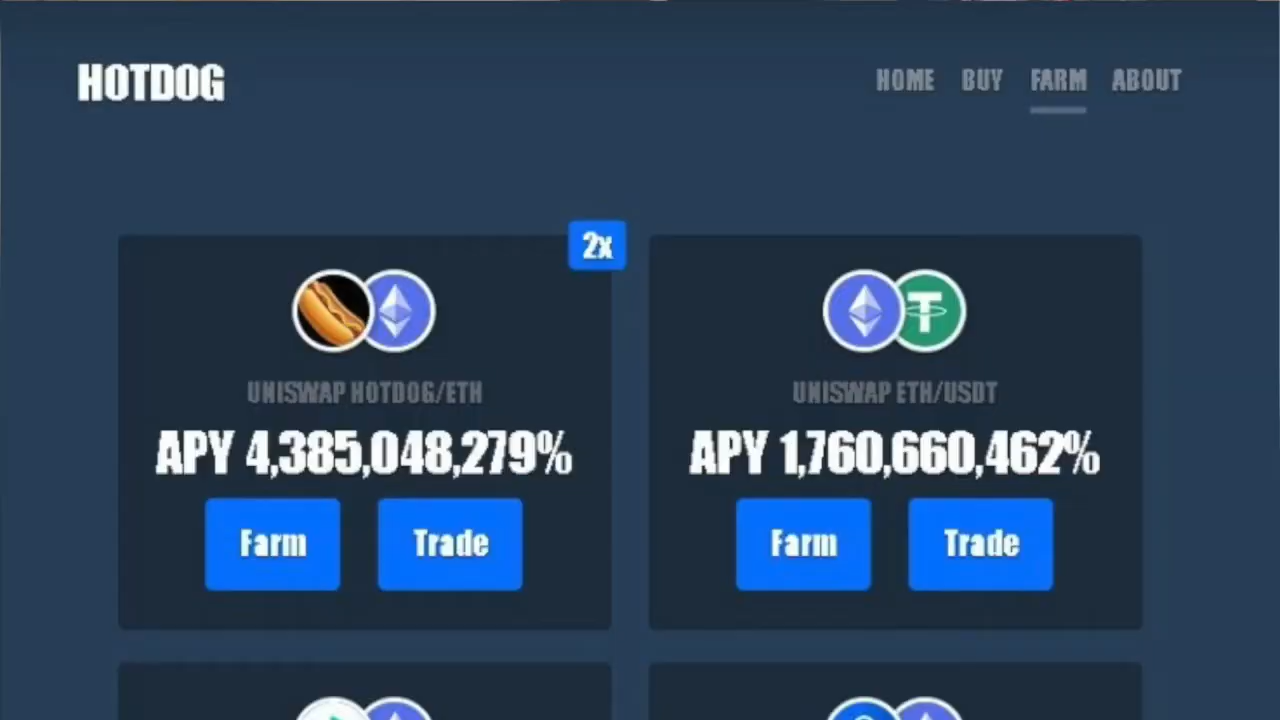 HOTDOG
HOME BUY FARM ABOUT
2x
UNISWAP HOTDOG/ETH
APY 4,385,048,279%
Farm Trade
UNISWAP ETH/USDT
APY 1,760,660,462%
Farm Trade